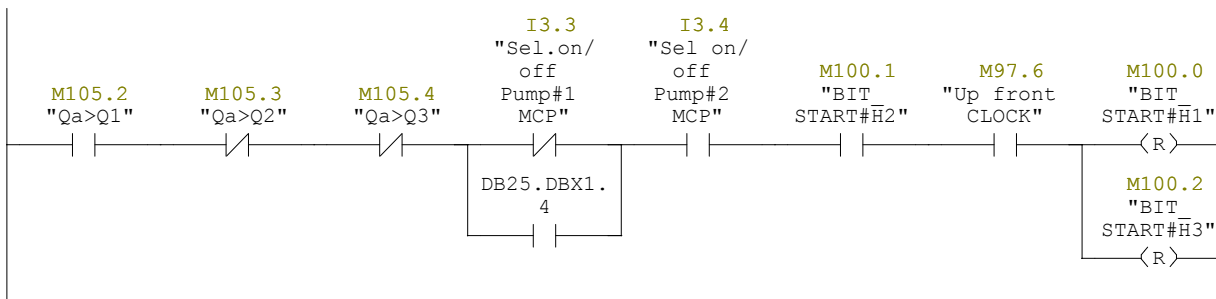 I3.3
"Sel.on/
off
Pump#1
MCP"
I3.4
"Sel on/
off
Pump#2
MCP"
M105.2
"Qa>Q1"
M105.3
"Qa>Q2"
M105.4
"Qa>Q3"
M100.1
"BIT_
START#H2"
M97.6
"Up front
CLOCK"
M100.0
"BIT_
START#H1"
R
DB25.DBX1.
4
M100.2
"BIT_
START#H3"
R